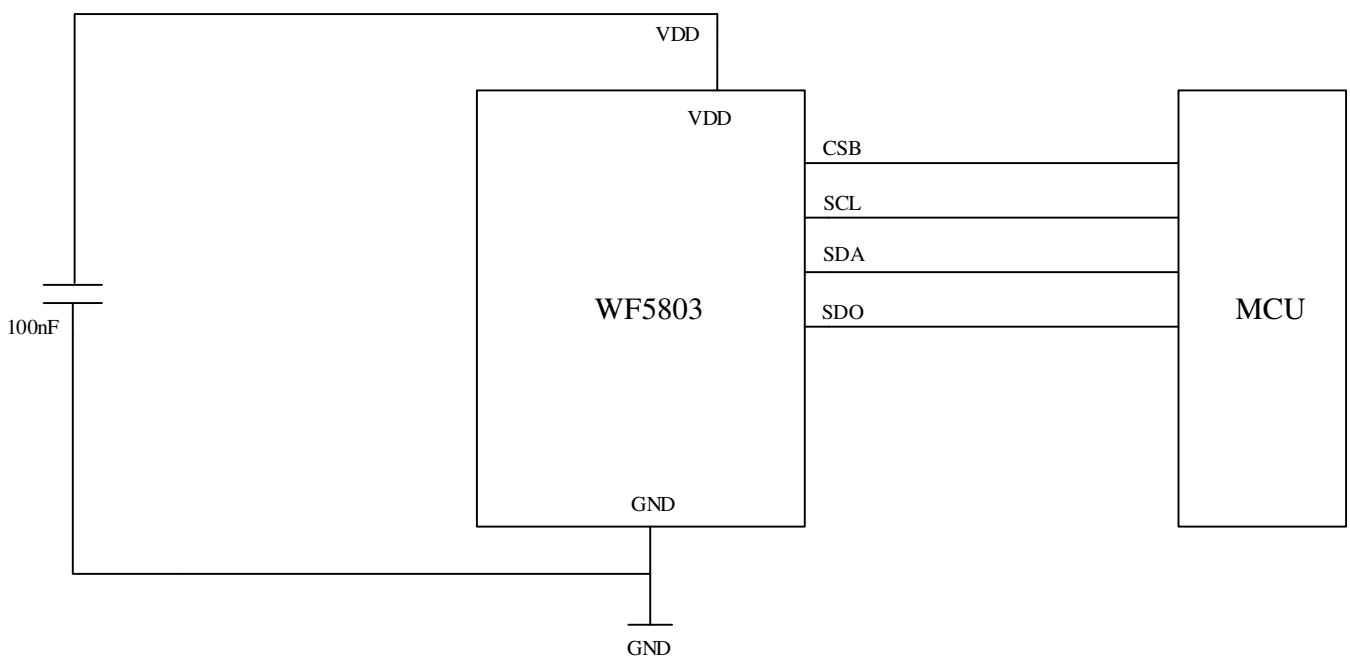 VDD
VDD
CSB
SCL
SDA
SDO
WF5803
MCU
100nF
GND
GND